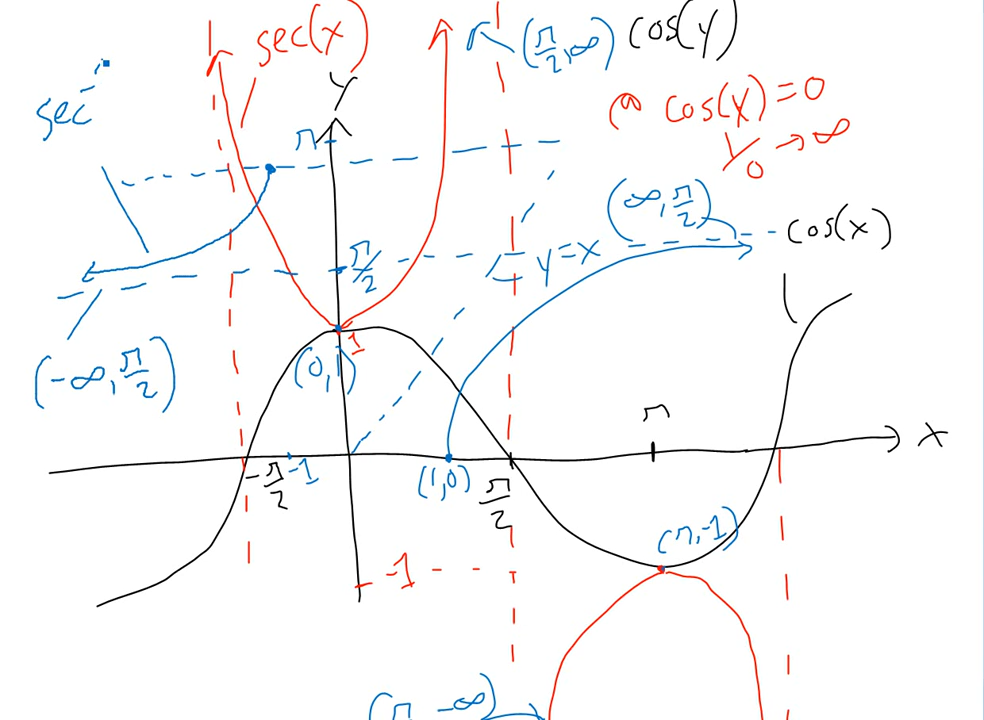 sec(x)
(π/2, ∞)
cos(y)
sec⁻
y
@ cos(x)=0
1/0 → ∞
π
(∞, π/2)
cos(x)
π/2
y=x
(-∞, π/2)
1
(0,1)
π
x
-π/2
-1
(1,0)
π/2
(π,-1)
-1
(π -∞)